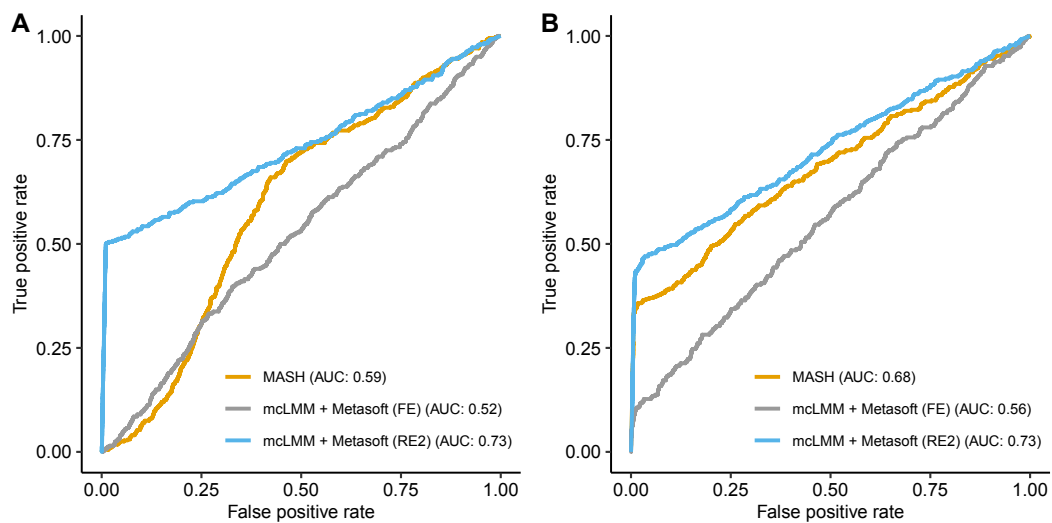 A
1.00
0.75
0.50
0.25
0.00
True positive rate
MASH (AUC: 0.59)
mcLMM + Metasoft (FE) (AUC: 0.52)
mcLMM + Metasoft (RE2) (AUC: 0.73)
0.00 0.25 0.50 0.75 1.00
False positive rate
B
1.00
0.75
0.50
0.25
0.00
True positive rate
MASH (AUC: 0.68)
mcLMM + Metasoft (FE) (AUC: 0.56)
mcLMM + Metasoft (RE2) (AUC: 0.73)
0.00 0.25 0.50 0.75 1.00
False positive rate